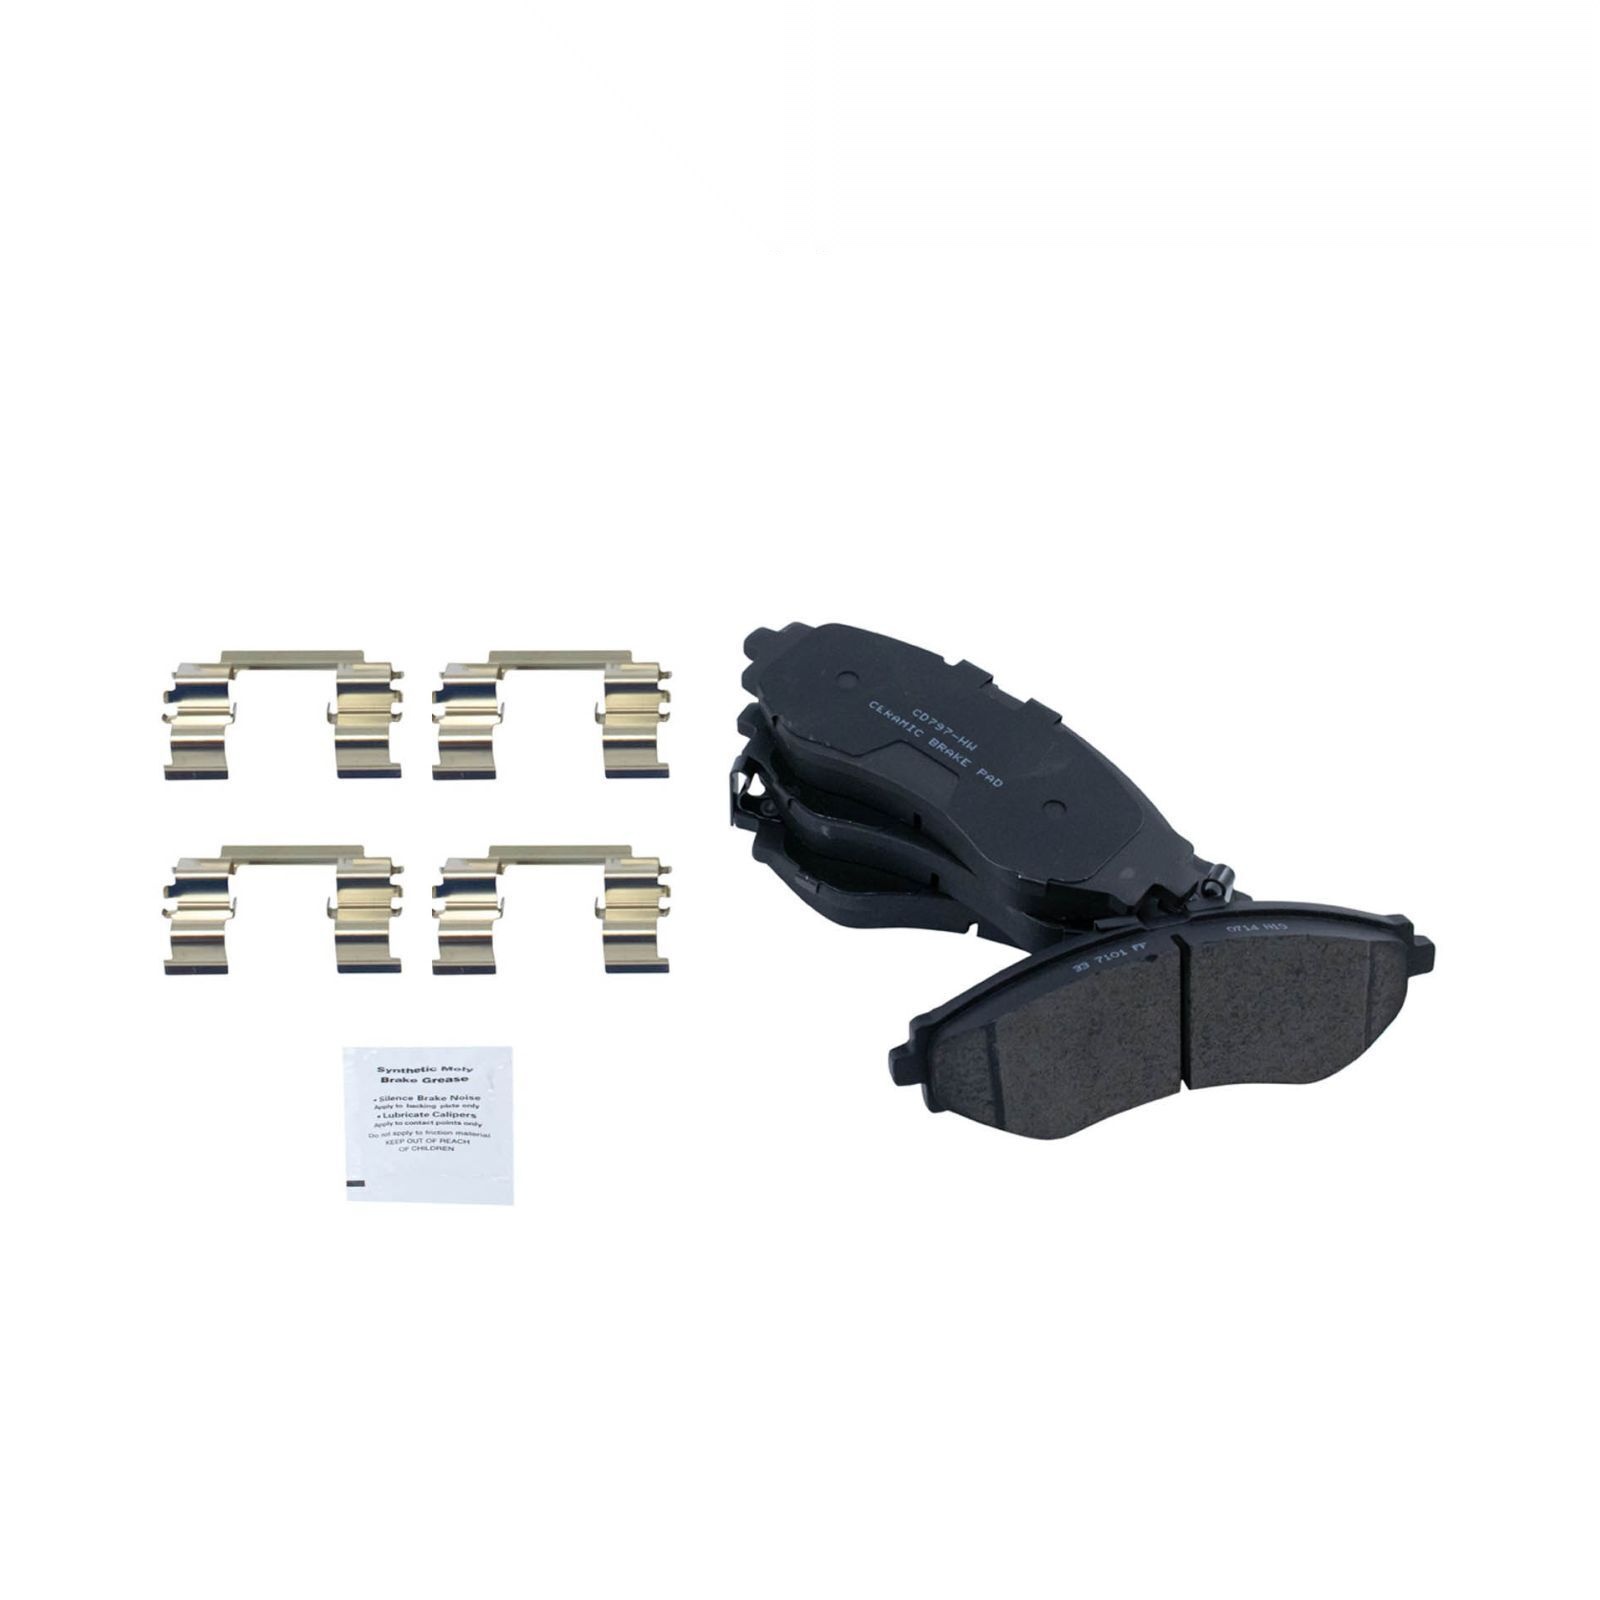 CD797-HW
CERAMIC BRAKE PAD
33 7101 FF
0714 N15
Synthetic Moly
Brake Grease
• Silence Brake Noise
Apply to backing plate only
• Lubricate Calipers
Apply to contact points only
Do not apply to friction material
KEEP OUT OF REACH
OF CHILDREN